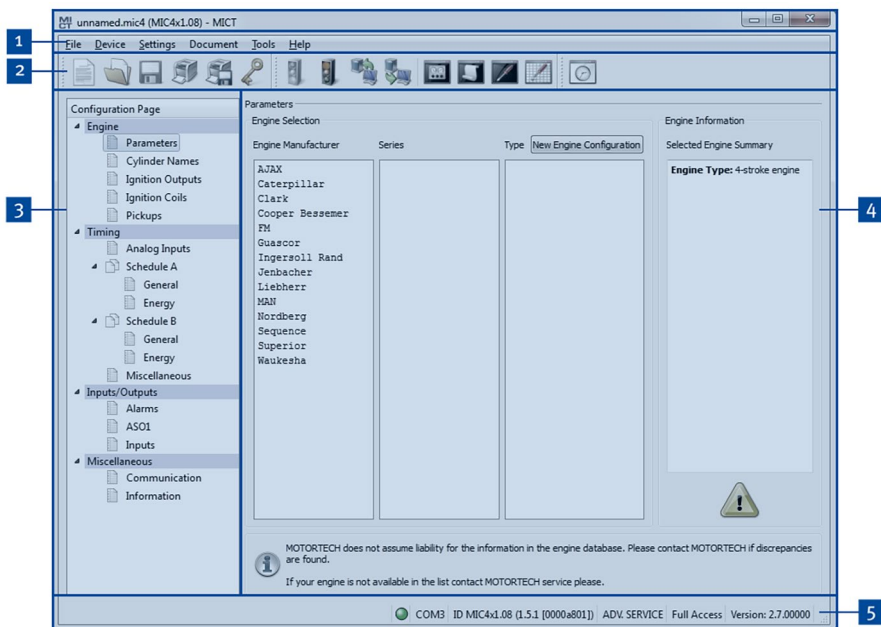 MICT unnamed.mic4 (MIC4x1.08) - MICT
1
File Device Settings Document Tools Help
2
Configuration Page
Engine
Parameters
Cylinder Names
Ignition Outputs
Ignition Coils
Pickups
Timing
Analog Inputs
Schedule A
General
Energy
Schedule B
General
Energy
Miscellaneous
Inputs/Outputs
Alarms
ASO1
Inputs
Miscellaneous
Communication
Information
3
Parameters
Engine Selection
Engine Manufacturer Series Type New Engine Configuration
AJAX
Caterpillar
Clark
Cooper Bessemer
FM
Guascor
Ingersoll Rand
Jenbacher
Liebherr
MAN
Nordberg
Sequence
Superior
Waukesha
Engine Information
Selected Engine Summary
Engine Type: 4-stroke engine
4
MOTORTECH does not assume liability for the information in the engine database. Please contact MOTORTECH if discrepancies
are found.
If your engine is not available in the list contact MOTORTECH service please.
COM3 ID MIC4x1.08 (1.5.1 [0000a801]) ADV. SERVICE Full Access Version: 2.7.00000
5